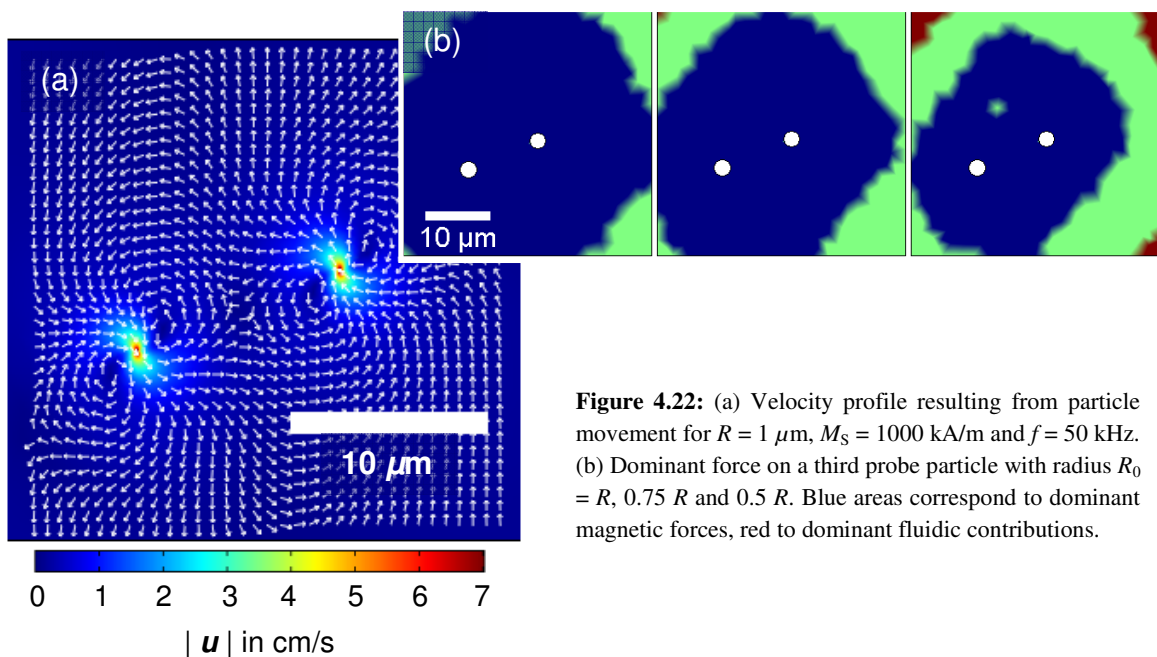 (a)
(b)
10 µm
10 µm
0 1 2 3 4 5 6 7
| u | in cm/s
Figure 4.22: (a) Velocity profile resulting from particle
movement for R = 1 µm, MS = 1000 kA/m and f = 50 kHz.
(b) Dominant force on a third probe particle with radius R0
= R, 0.75 R and 0.5 R. Blue areas correspond to dominant
magnetic forces, red to dominant fluidic contributions.